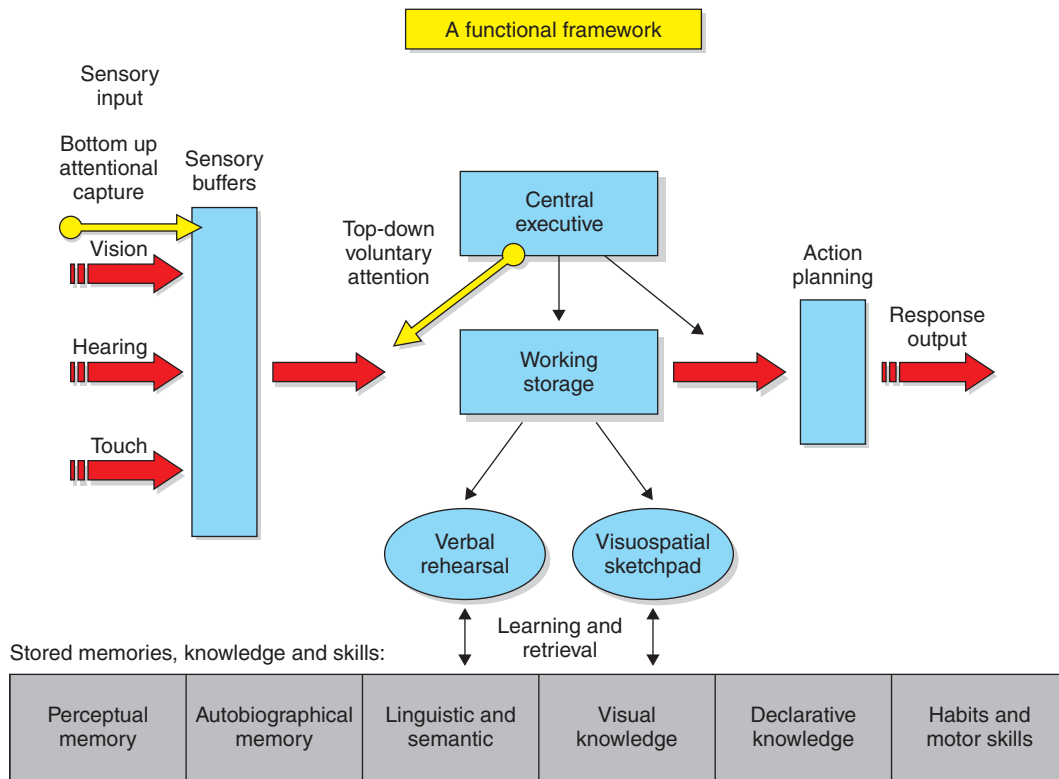 A functional framework
Sensory
input
Bottom up
attentional
capture
Sensory
buffers
Vision
Hearing
Touch
Top-down
voluntary
attention
Central
executive
Working
storage
Action
planning
Response
output
Verbal
rehearsal
Visuospatial
sketchpad
Learning and
retrieval
Stored memories, knowledge and skills:
Perceptual
memory
Autobiographical
memory
Linguistic and
semantic
Visual
knowledge
Declarative
knowledge
Habits and
motor skills